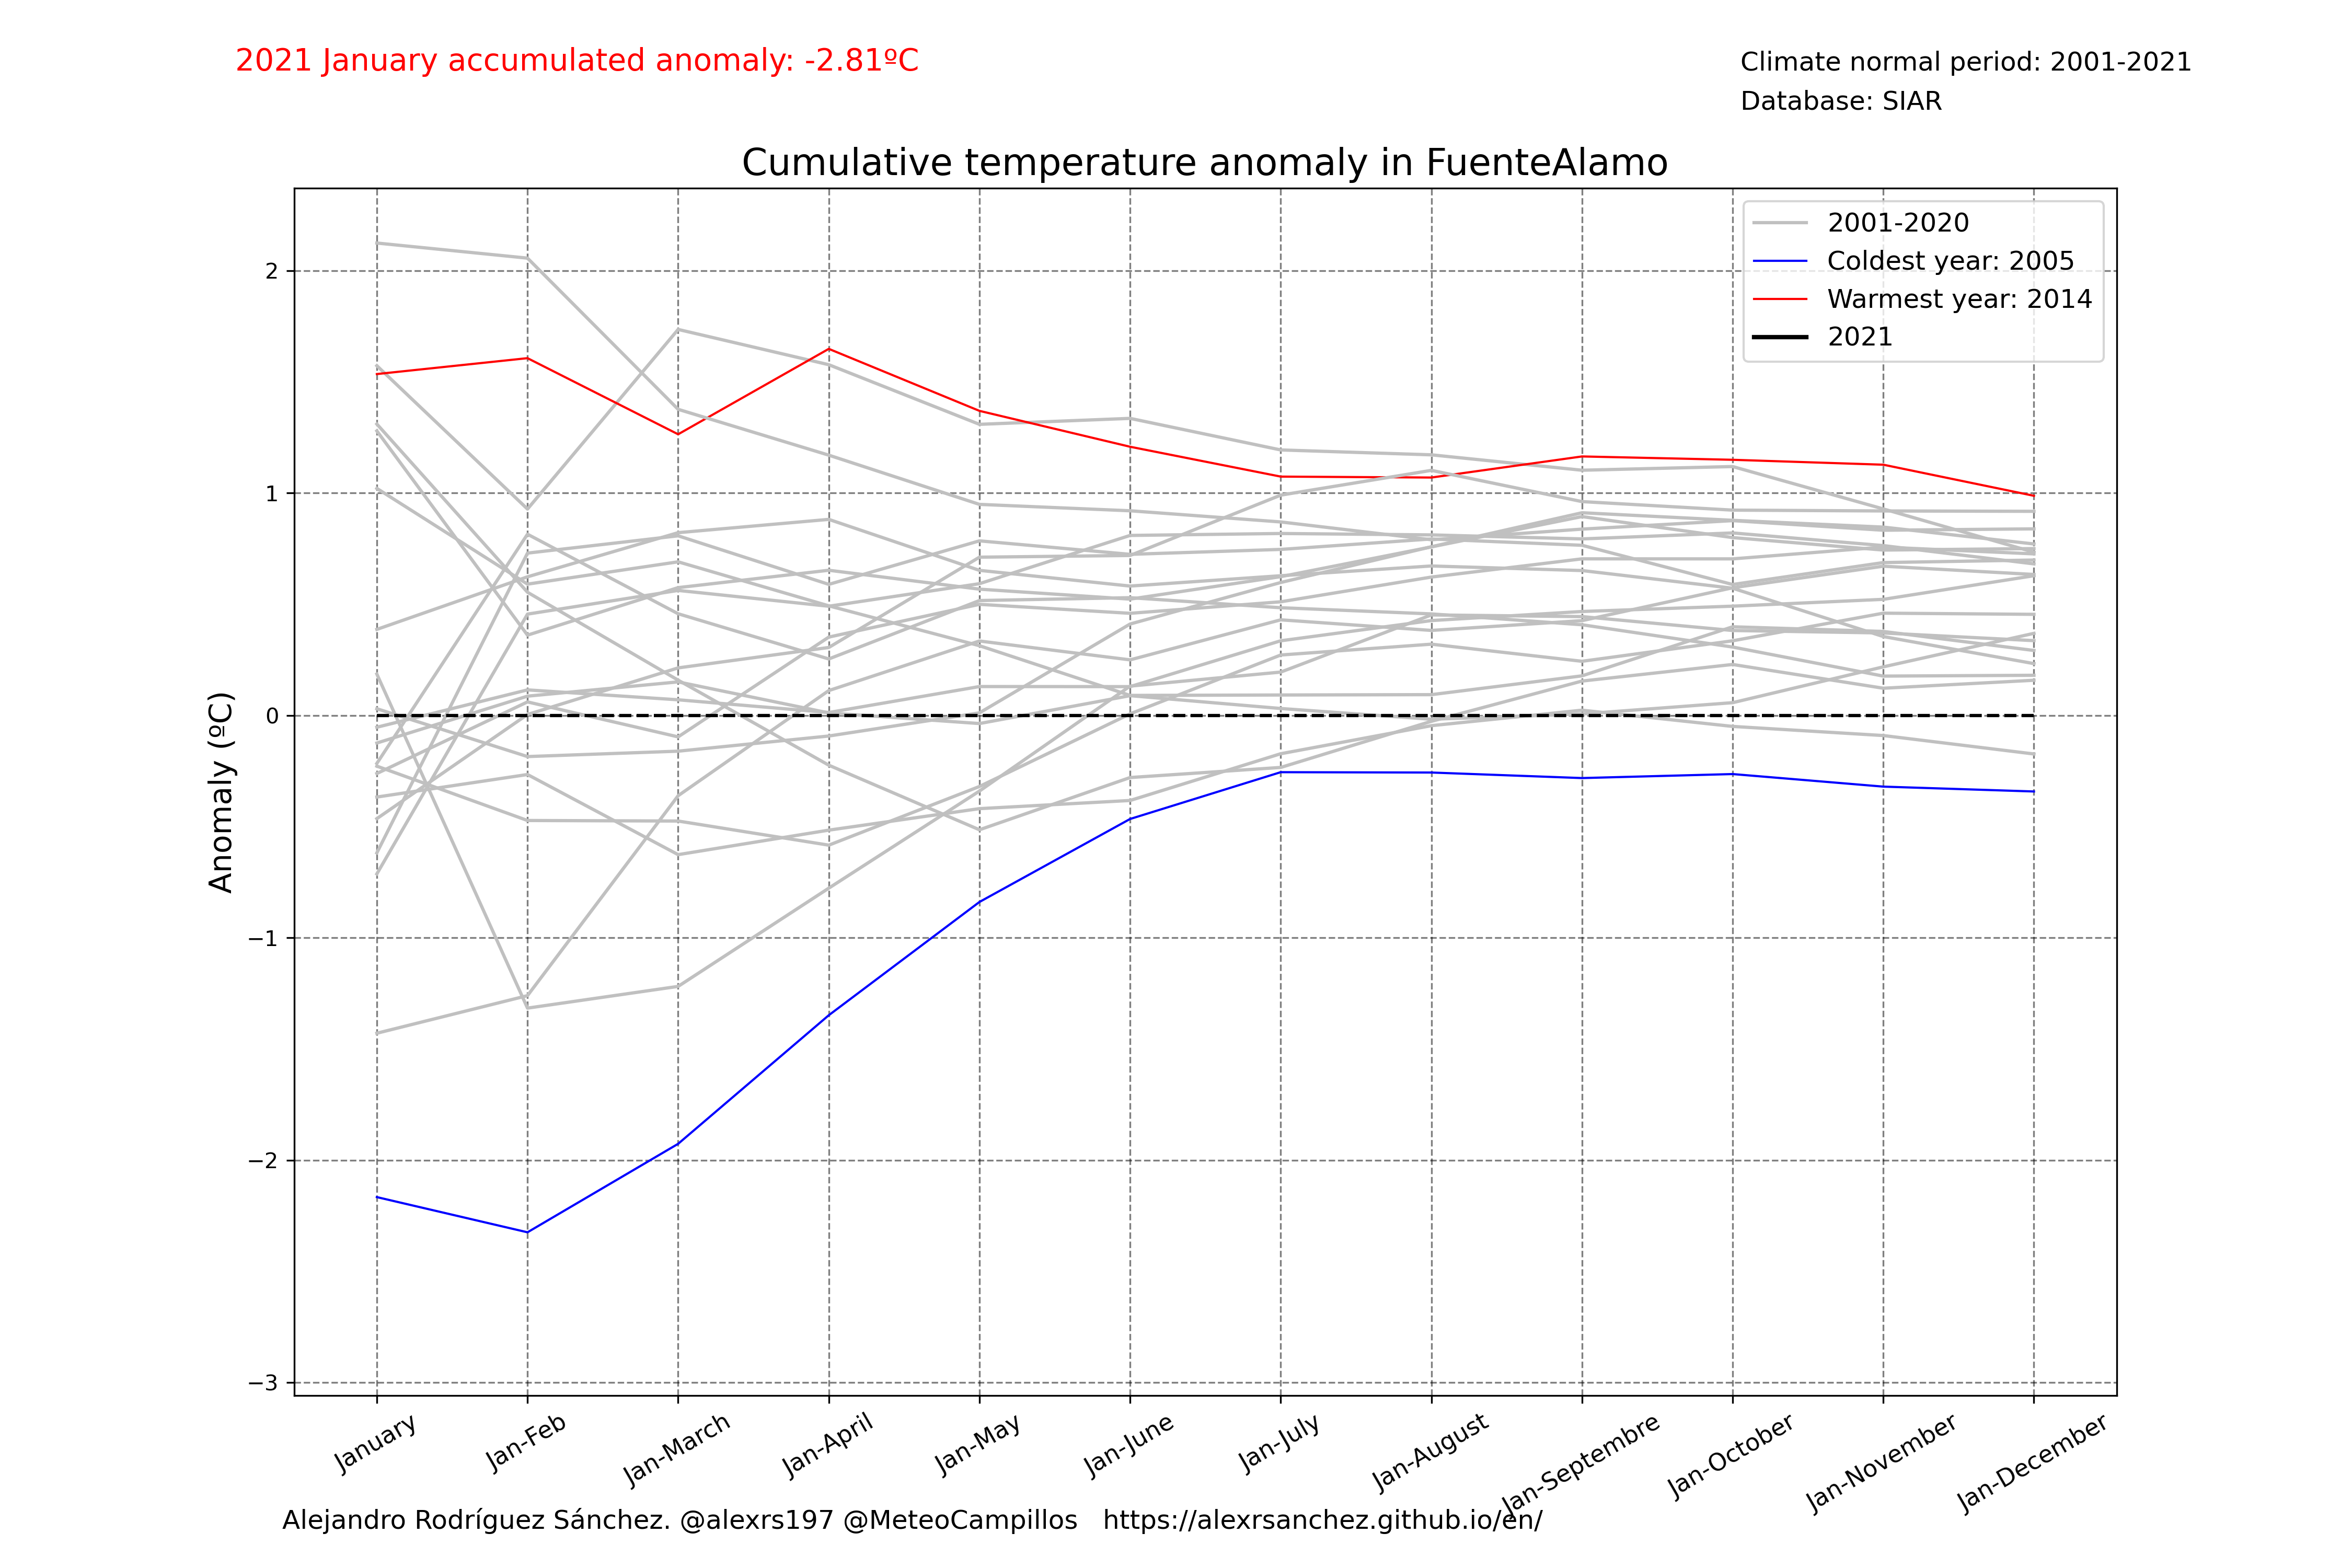 2021 January accumulated anomaly: -2.81ºC
Climate normal period: 2001-2021
Database: SIAR
Cumulative temperature anomaly in FuenteAlamo
2001-2020
Coldest year: 2005
Warmest year: 2014
2021
Anomaly (ºC)
2
1
0
−1
−2
−3
January
Jan-Feb
Jan-March
Jan-April
Jan-May
Jan-June
Jan-July
Jan-August
Jan-Septembre
Jan-October
Jan-November
Jan-December
Alejandro Rodríguez Sánchez. @alexrs197 @MeteoCampillos   https://alexrsanchez.github.io/en/